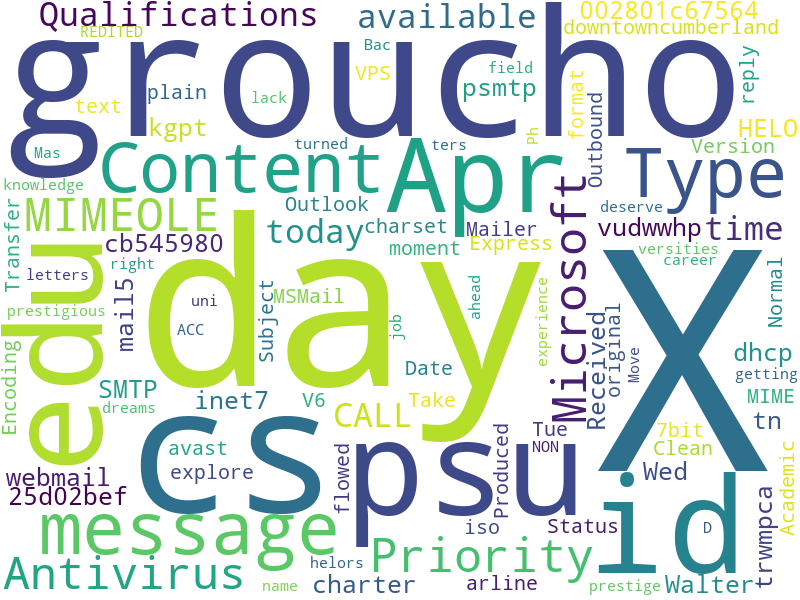 Qualifications
available
002801c67564
REDITED
downtowncumberland
groucho
Bac
VPS
field
plain
psmtp
format
reply
text
lack
kgpt
Outbound
HELO
Mas
turned
ters
Ph
Version
Content
Apr
Type
knowledge
Transfer
MIMEOLE
Outlook
deserve
cb545980
today
charset
Mailer
Microsoft
vudwwhp
time
moment
Express
versities
letters
right
career
edu
day
X
mail5
uni
MSMail
ahead
Normal
prestigious
Subject
Received
original
ACC
job
experience
Move
dhcp
Encoding
Date
getting
SMTP
inet7
V6
Take
MIME
dreams
CALL
cs
7bit
tn
avast
psu
Produced
Tue
NON
Clean
webmail
explore
flowed
Wed
Academic
25d02bef
id
trwmpca
message
iso
Status
D
Antivirus
helors
Priority
name
charter
arline
prestige
Walter